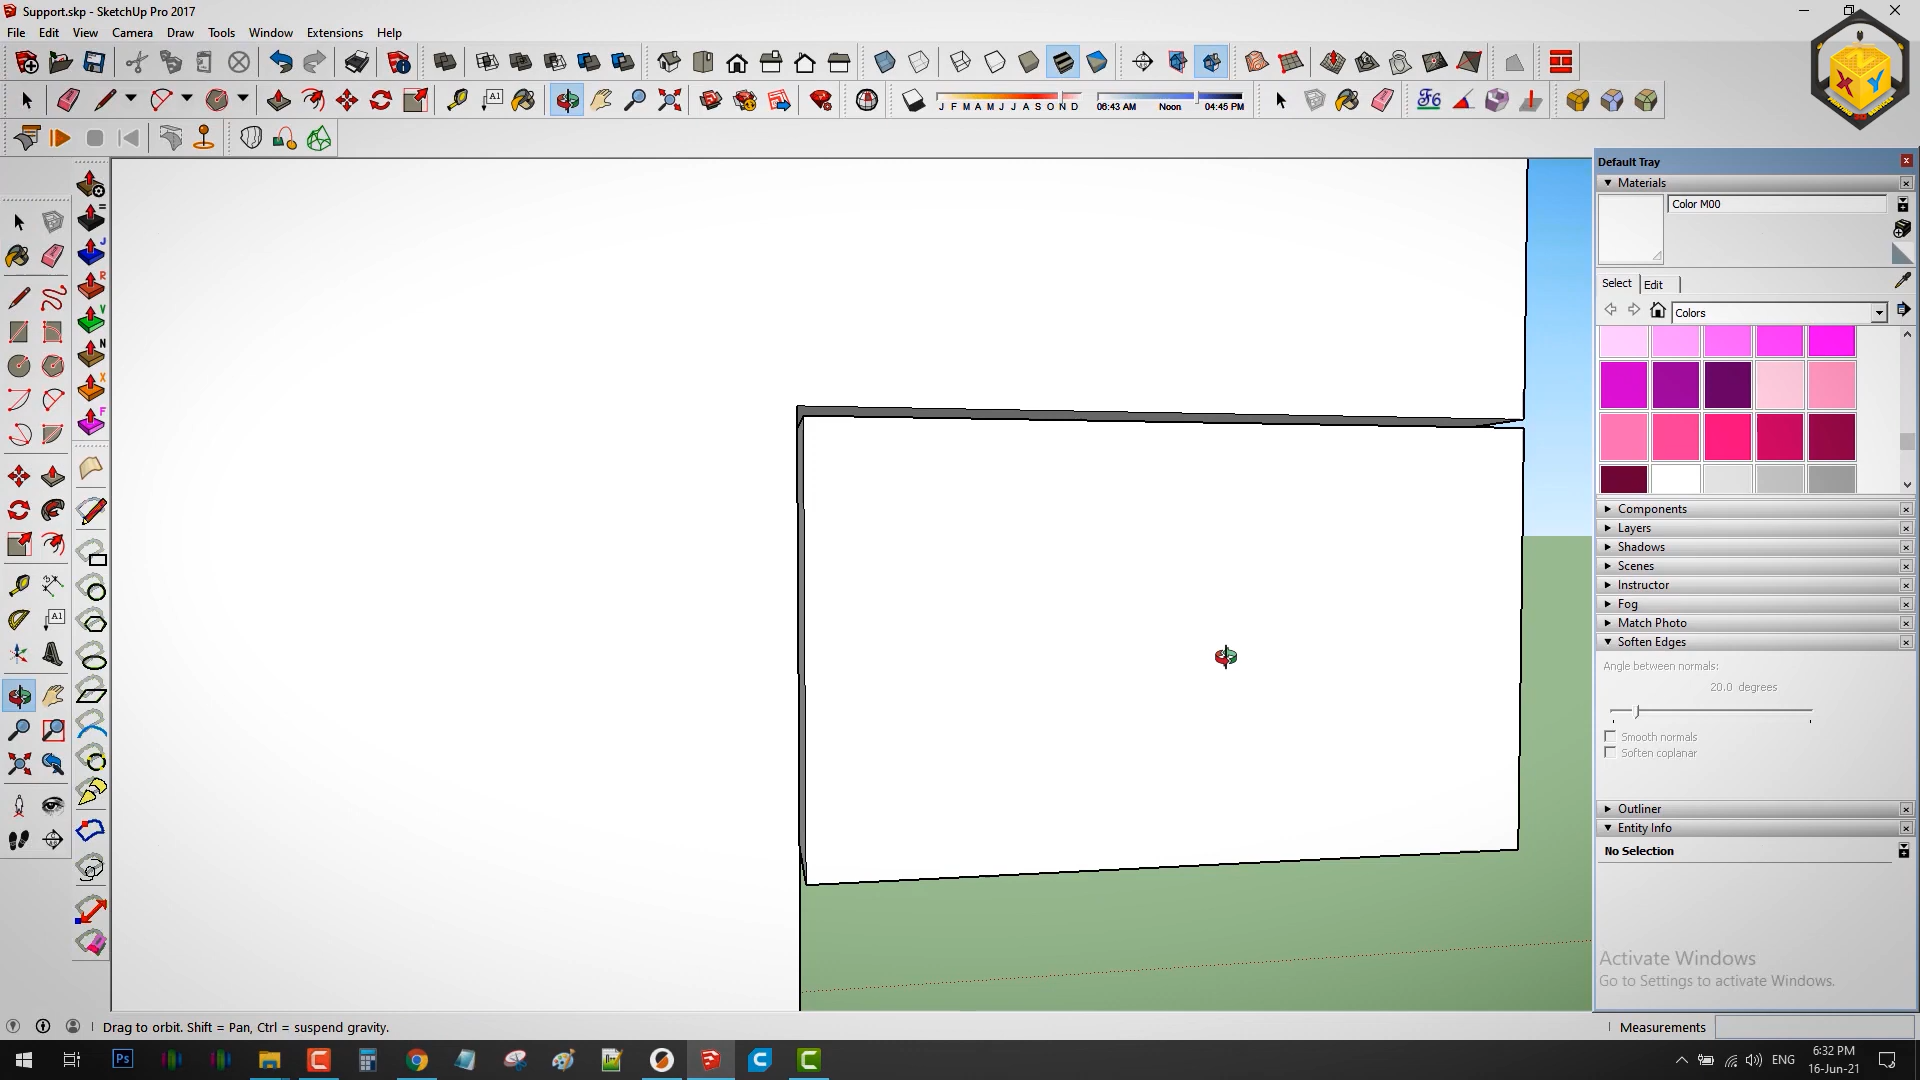 Support.skp - SketchUp Pro 2017
File Edit View Camera Draw Tools Window Extensions Help
A1
J F M A M J J A S O N D
06:43 AM Noon 04:45 PM
F6
X Y
Default Tray
Materials
Color M00
Select Edit
Colors
J
R
V
N
X
F
A1
Components
Layers
Shadows
Scenes
Instructor
Fog
Match Photo
Soften Edges
Angle between normals:
20.0 degrees
Smooth normals
Soften coplanar
Outliner
Entity Info
No Selection
Activate Windows
Go to Settings to activate Windows.
Drag to orbit. Shift = Pan, Ctrl = suspend gravity.
Measurements
Ps
ENG
6:32 PM
16-Jun-21